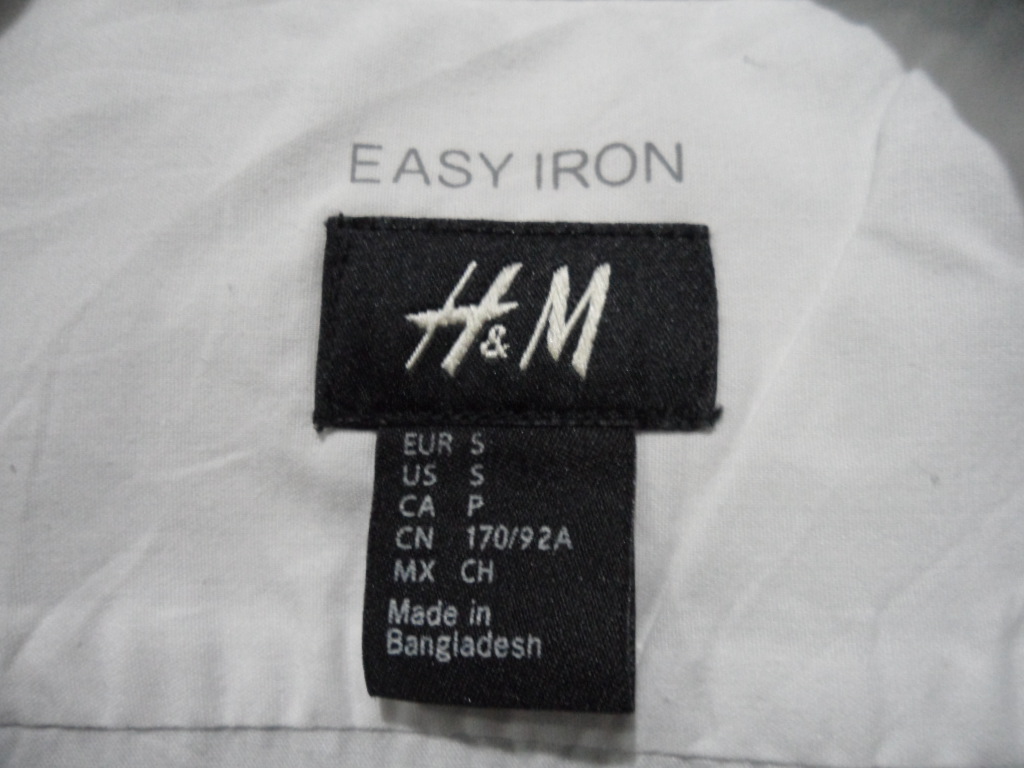 EASY IRON
H&M
EUR S
US S
CA P
CN 170/92A
MX CH
Made in
Bangladesh